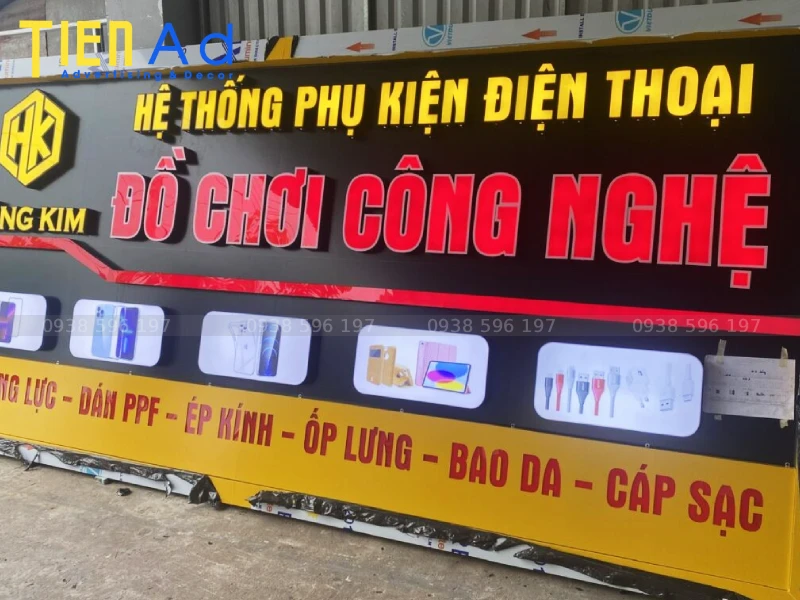 TIEN Ad
Advertising & Decor
HỆ THỐNG PHỤ KIỆN ĐIỆN THOẠI
HK
NG KIM
ĐỒ CHƠI CÔNG NGHỆ
0938 596 197 0938 596 197 0938 596 197 0938 596 197
NG LỰC - DÁN PPF - ÉP KÍNH - ỐP LƯNG - BAO DA - CÁP SẠC